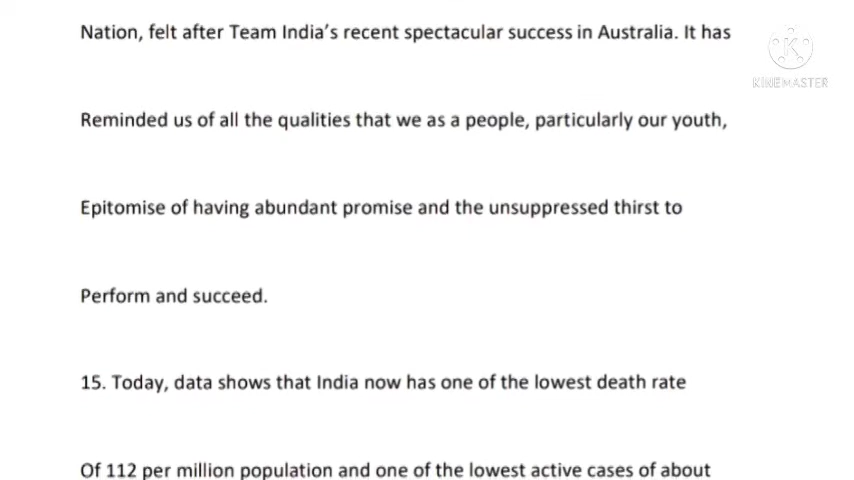 Nation, felt after Team India's recent spectacular success in Australia. It has
KINEMASTER
Reminded us of all the qualities that we as a people, particularly our youth,
Epitomise of having abundant promise and the unsuppressed thirst to
Perform and succeed.
15. Today, data shows that India now has one of the lowest death rate
Of 112 per million population and one of the lowest active cases of about